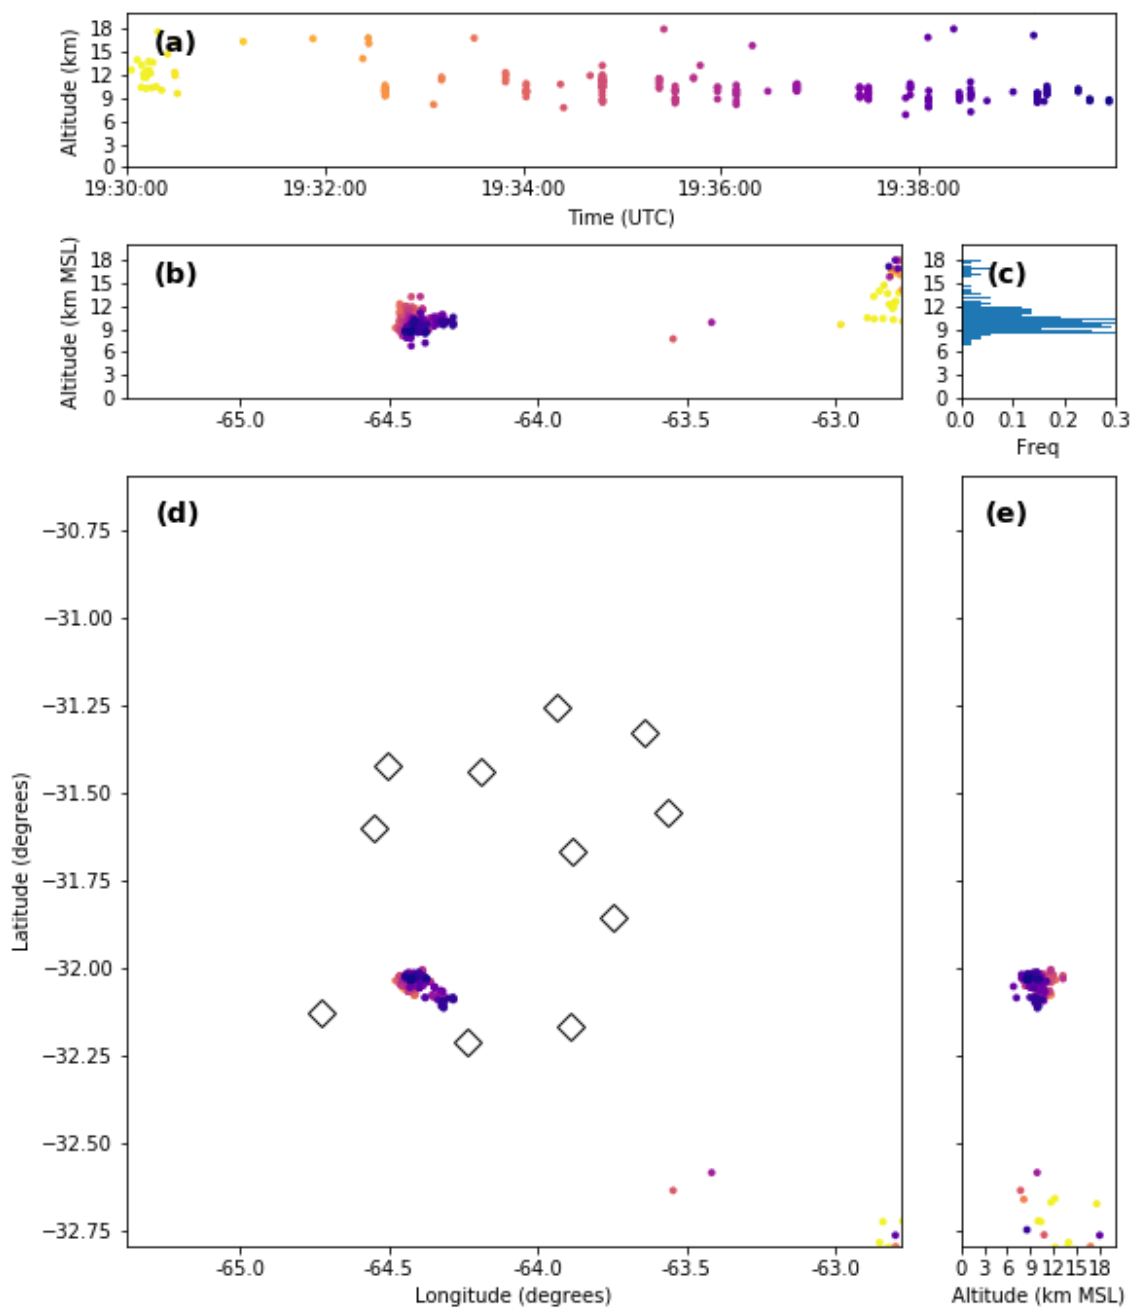 (a)
Altitude (km)
18
15
12
9
6
3
0
19:30:00 19:32:00 19:34:00 19:36:00 19:38:00
Time (UTC)
(b)
Altitude (km MSL)
18
15
12
9
6
3
0
-65.0 -64.5 -64.0 -63.5 -63.0
(c)
18
15
12
9
6
3
0
0.0 0.1 0.2 0.3
Freq
(d)
Latitude (degrees)
−30.75
−31.00
−31.25
−31.50
−31.75
−32.00
−32.25
−32.50
−32.75
-65.0 -64.5 -64.0 -63.5 -63.0
Longitude (degrees)
(e)
0 3 6 9 12 15 18
Altitude (km MSL)